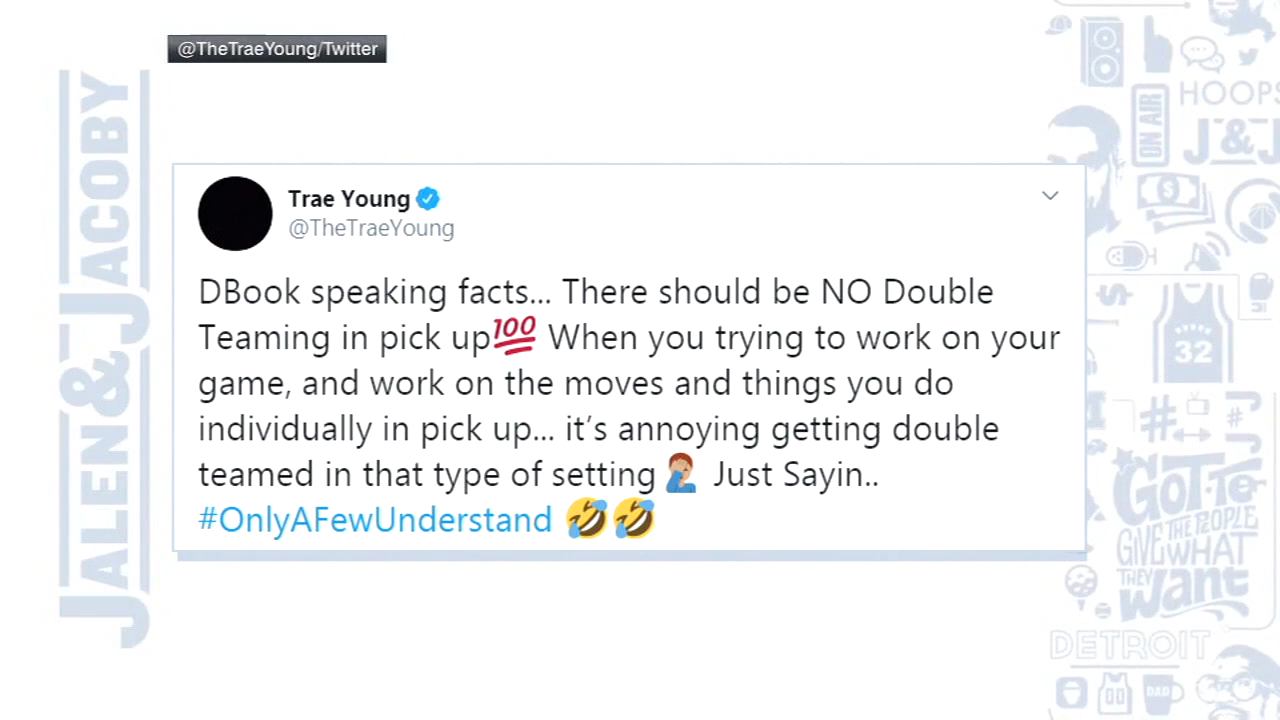 @TheTraeYoung/Twitter
JALEN&JACOBY
Trae Young
@TheTraeYoung
DBook speaking facts... There should be NO Double
Teaming in pick up💯 When you trying to work on your
game, and work on the moves and things you do
individually in pick up... it’s annoying getting double
teamed in that type of setting🤦🏽‍♂️ Just Sayin..
#OnlyAFewUnderstand 🤣🤣
HOOPS
ON AIR
J&J
32
GOT TO
GIVE THE PEOPLE
WHAT
THEY
WANT
DETROIT
00
DAD